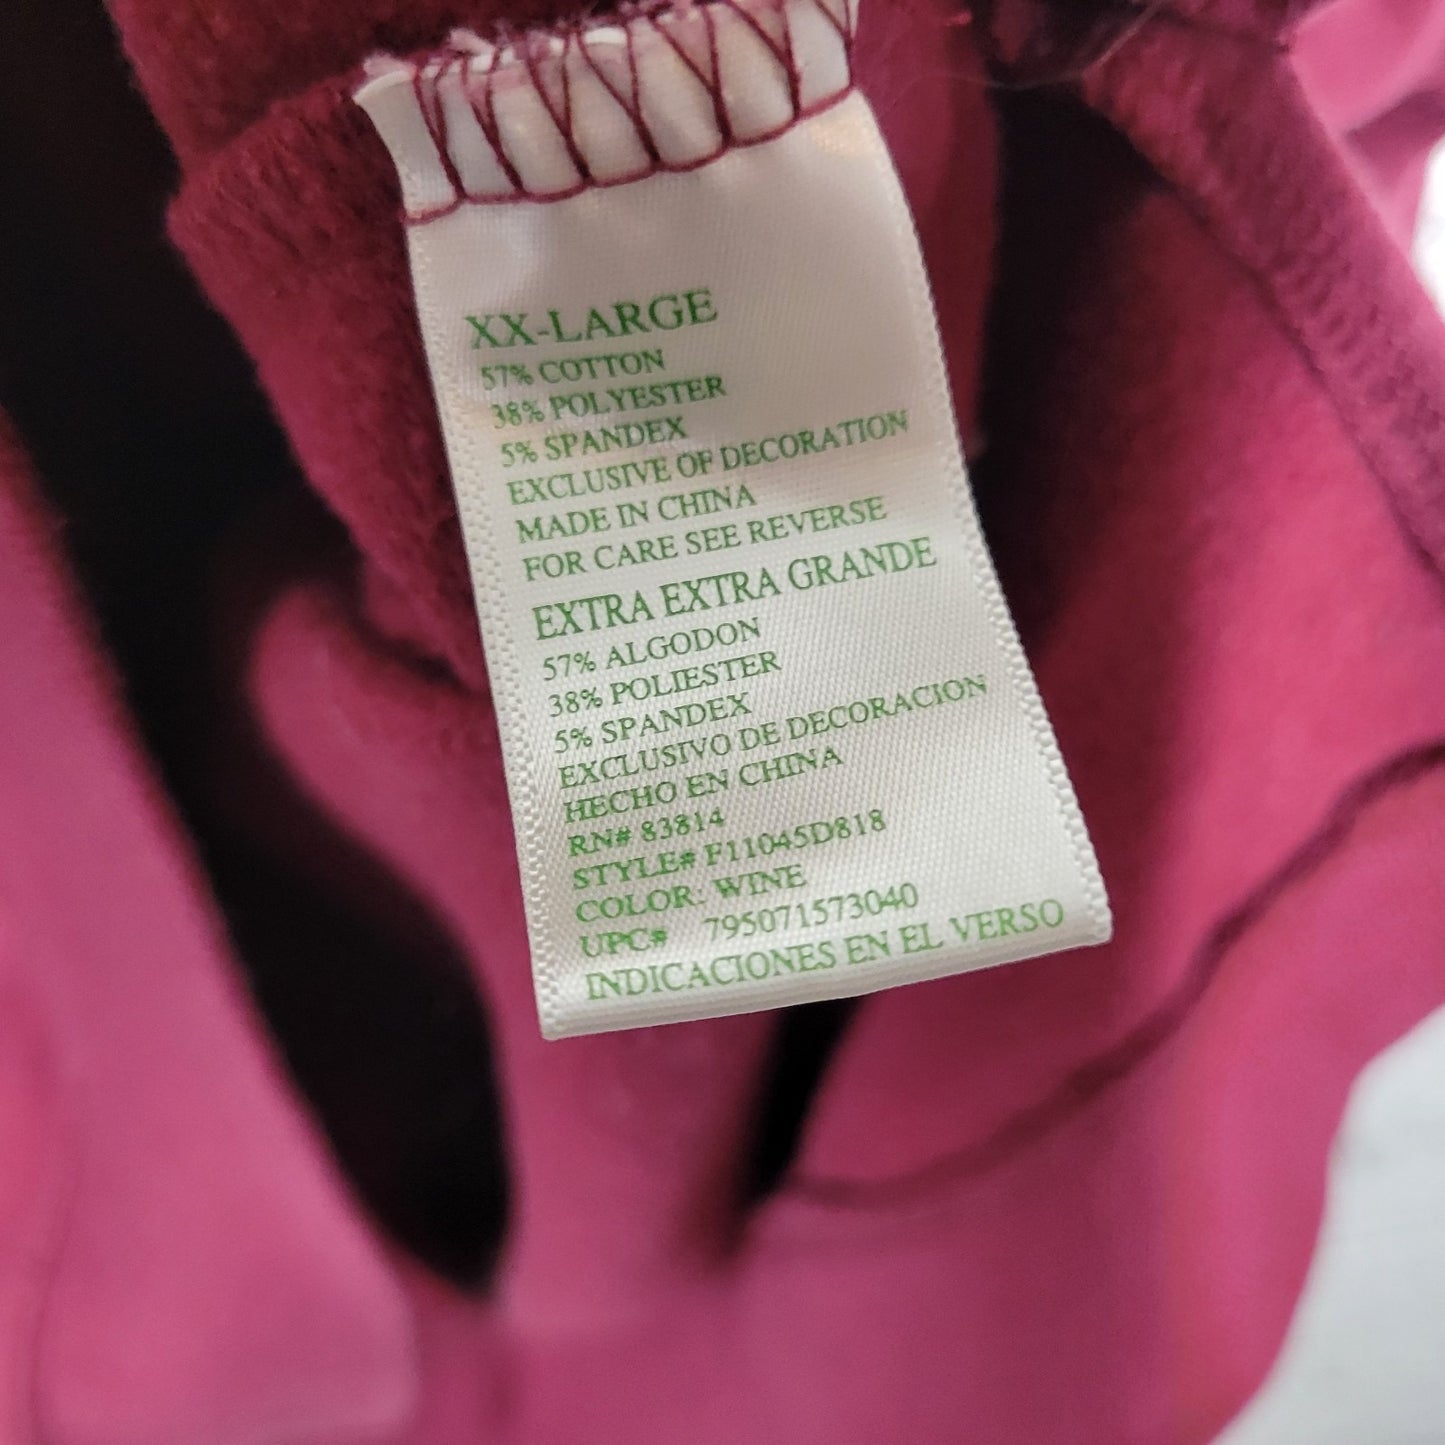 XX-LARGE
57% COTTON
38% POLYESTER
5% SPANDEX
EXCLUSIVE OF DECORATION
MADE IN CHINA
FOR CARE SEE REVERSE
EXTRA EXTRA GRANDE
57% ALGODON
38% POLIESTER
5% SPANDEX
EXCLUSIVO DE DECORACION
HECHO EN CHINA
RN# 83814
STYLE# F11045D818
COLOR: WINE
UPC# 795071573040
INDICACIONES EN EL VERSO